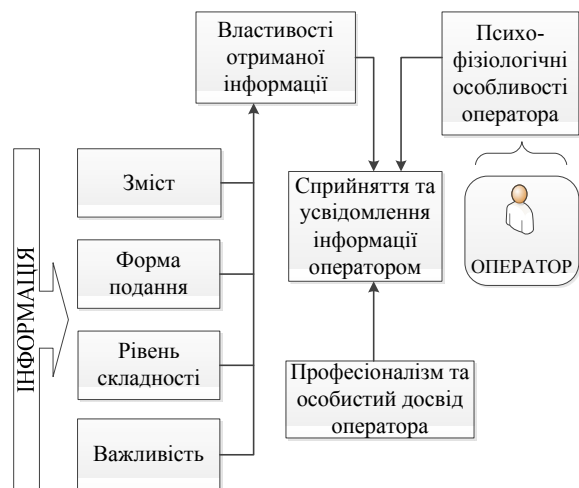 Властивості
отриманої
інформації
Психо-
фізіологічні
особливості
оператора
ІНФОРМАЦІЯ
Зміст
Форма
подання
Рівень
складності
Важливість
Сприйняття та
усвідомлення
інформації
оператором
ОПЕРАТОР
Професіоналізм та
особистий досвід
оператора